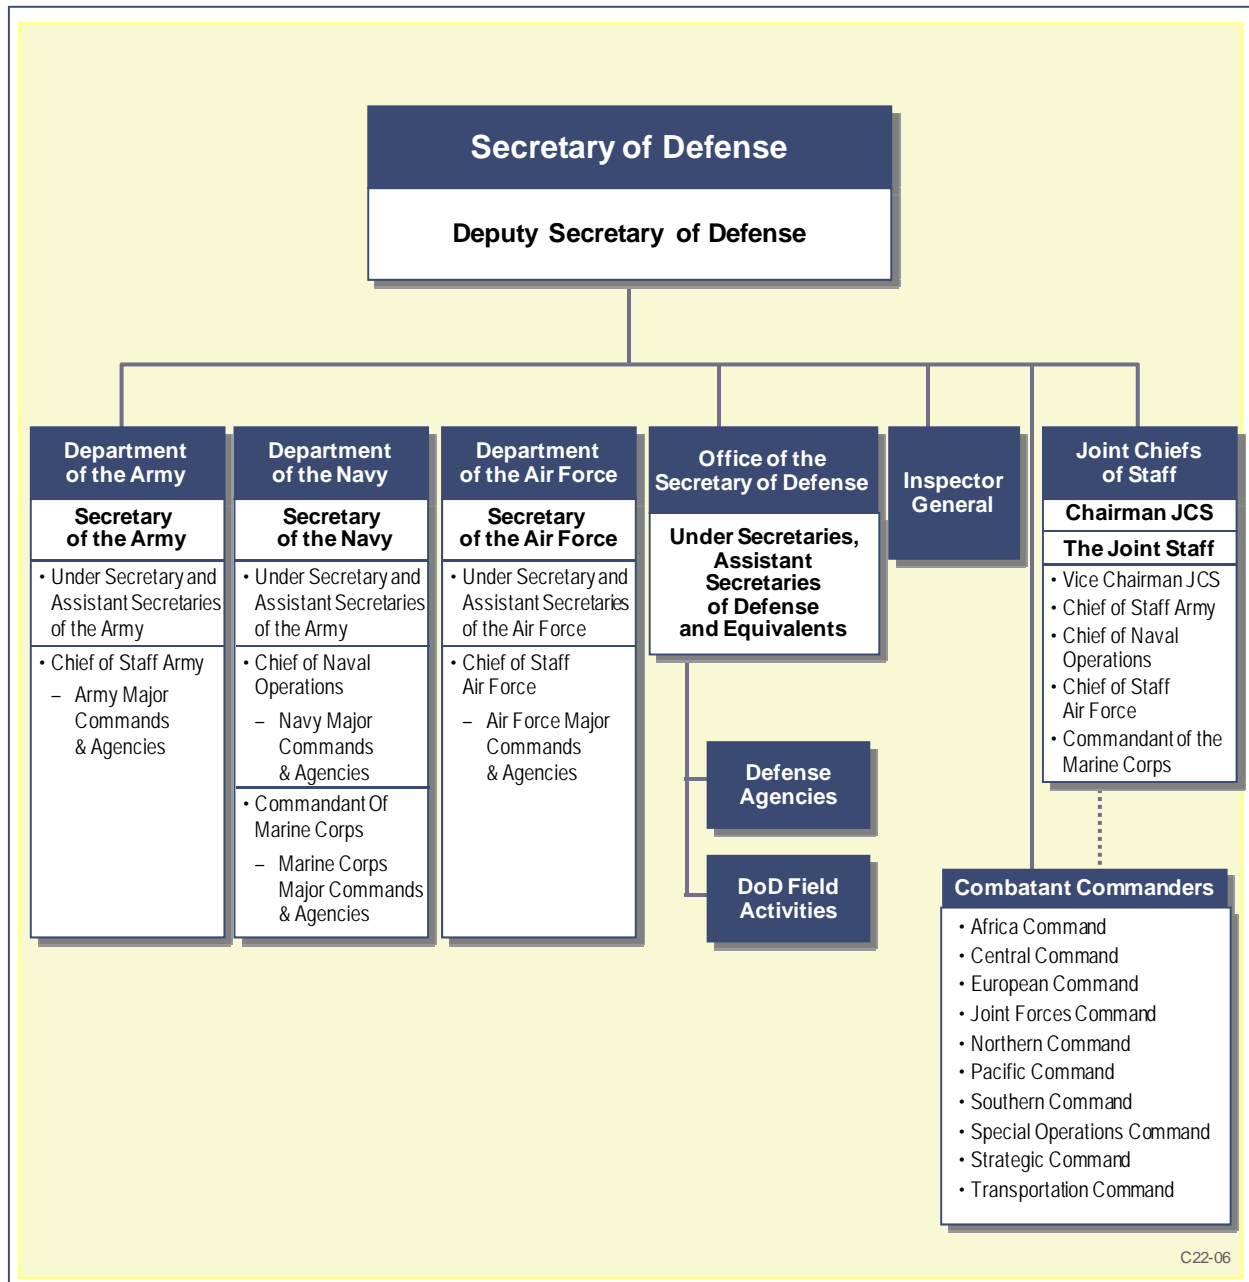 Secretary of Defense
Deputy Secretary of Defense
Department
of the Army
Secretary
of the Army
• Under Secretary and
Assistant Secretaries
of the Army
• Chief of Staff Army
– Army Major
Commands
& Agencies
Department
of the Navy
Secretary
of the Navy
• Under Secretary and
Assistant Secretaries
of the Army
• Chief of Naval
Operations
– Navy Major
Commands
& Agencies
• Commandant Of
Marine Corps
– Marine Corps
Major Commands
& Agencies
Department
of the Air Force
Secretary
of the Air Force
• Under Secretary and
Assistant Secretaries
of the Air Force
• Chief of Staff
Air Force
– Air Force Major
Commands
& Agencies
Office of the
Secretary of Defense
Under Secretaries,
Assistant
Secretaries
of Defense
and Equivalents
Defense
Agencies
DoD Field
Activities
Inspector
General
Joint Chiefs
of Staff
Chairman JCS
The Joint Staff
• Vice Chairman JCS
• Chief of Staff Army
• Chief of Naval
Operations
• Chief of Staff
Air Force
• Commandant of the
Marine Corps
Combatant Commanders
• Africa Command
• Central Command
• European Command
• Joint Forces Command
• Northern Command
• Pacific Command
• Southern Command
• Special Operations Command
• Strategic Command
• Transportation Command
C22-06